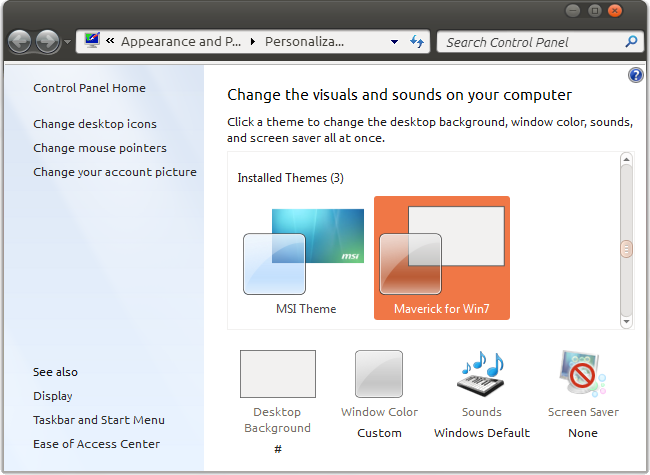 « Appearance and P... Personaliza... Search Control Panel
Control Panel Home
Change desktop icons
Change mouse pointers
Change your account picture
See also
Display
Taskbar and Start Menu
Ease of Access Center
?
Change the visuals and sounds on your computer
Click a theme to change the desktop background, window color, sounds,
and screen saver all at once.
Installed Themes (3)
msi
MSI Theme
Maverick for Win7
Desktop
Background
#
Window Color
Custom
Sounds
Windows Default
Screen Saver
None